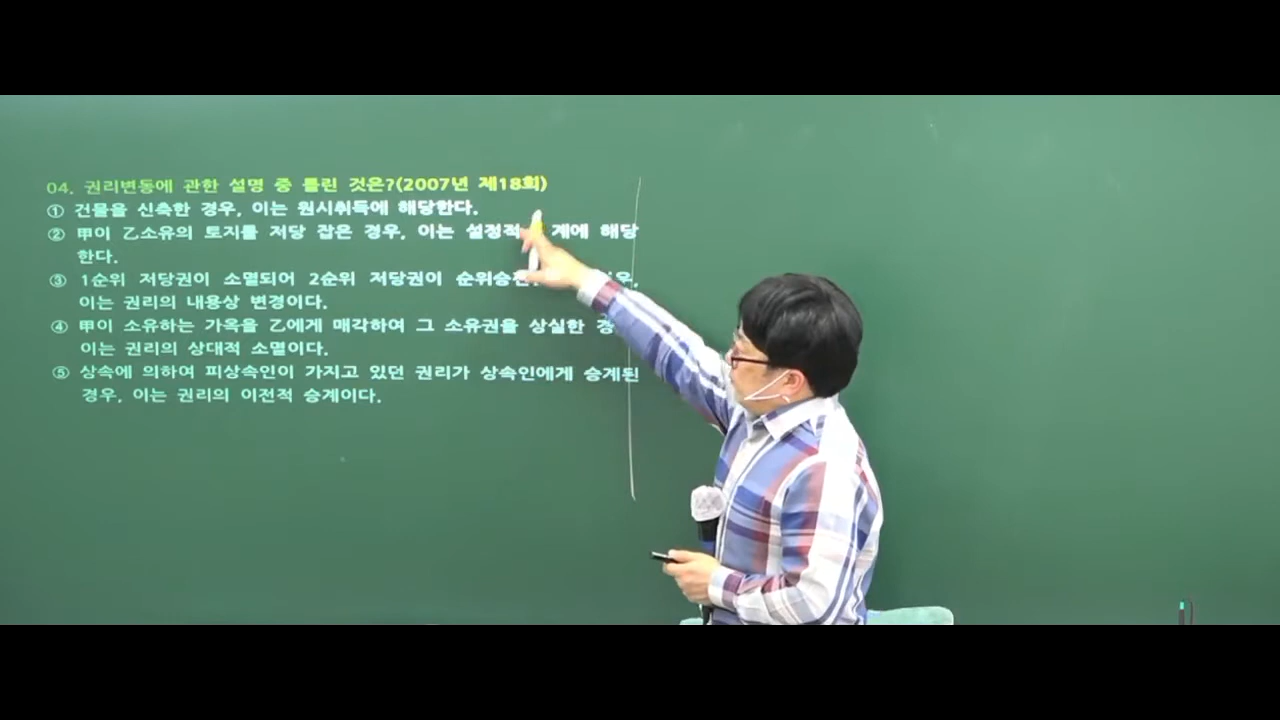 04. 권리변동에 관한 설명 중 틀린 것은?(2007년 제18회)
① 건물을 신축한 경우, 이는 원시취득에 해당한다.
② 甲이 乙소유의 토지를 저당 잡은 경우, 이는 설정적 계에 해당
한다.
③ 1순위 저당권이 소멸되어 2순위 저당권이
이는 권리의 내용상 변경이다.
④ 甲이 소유하는 가옥을 乙에게 매각하여 그 소유권을 상실한
이는 권리의 상대적 소멸이다.
⑤ 상속에 의하여 피상속인이 가지고 있던 권리가 상속인에게 승계된
경우, 이는 권리의 이전적 승계이다.